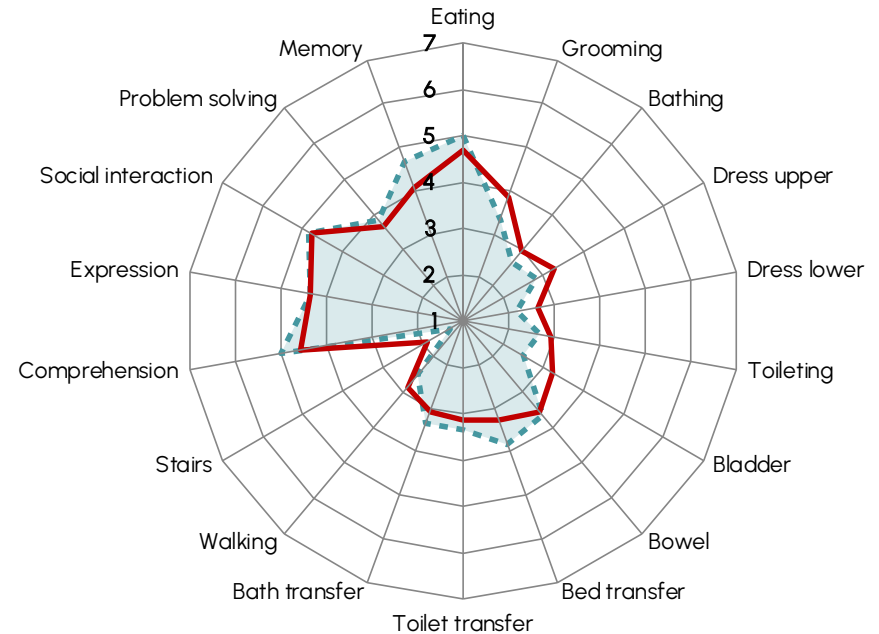 Eating
Memory
7
Grooming
Problem solving
6
Bathing
5
Social interaction
4
Dress upper
3
Expression
2
Dress lower
1
Comprehension
Toileting
Stairs
Bladder
Walking
Bowel
Bath transfer
Bed transfer
Toilet transfer